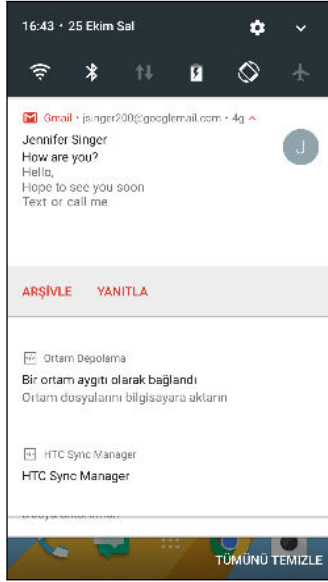 16:43 • 25 Ekim Sal
Gmail • jsinger200@googlemail.com • 4g
Jennifer Singer
J
How are you?
Hello,
Hope to see you soon
Text or call me
ARŞİVLE YANITLA
Ortam Depolama
Bir ortam aygıtı olarak bağlandı
Ortam dosyalarını bilgisayara aktarın
HTC Sync Manager
HTC Sync Manager
TÜMÜNÜ TEMİZLE